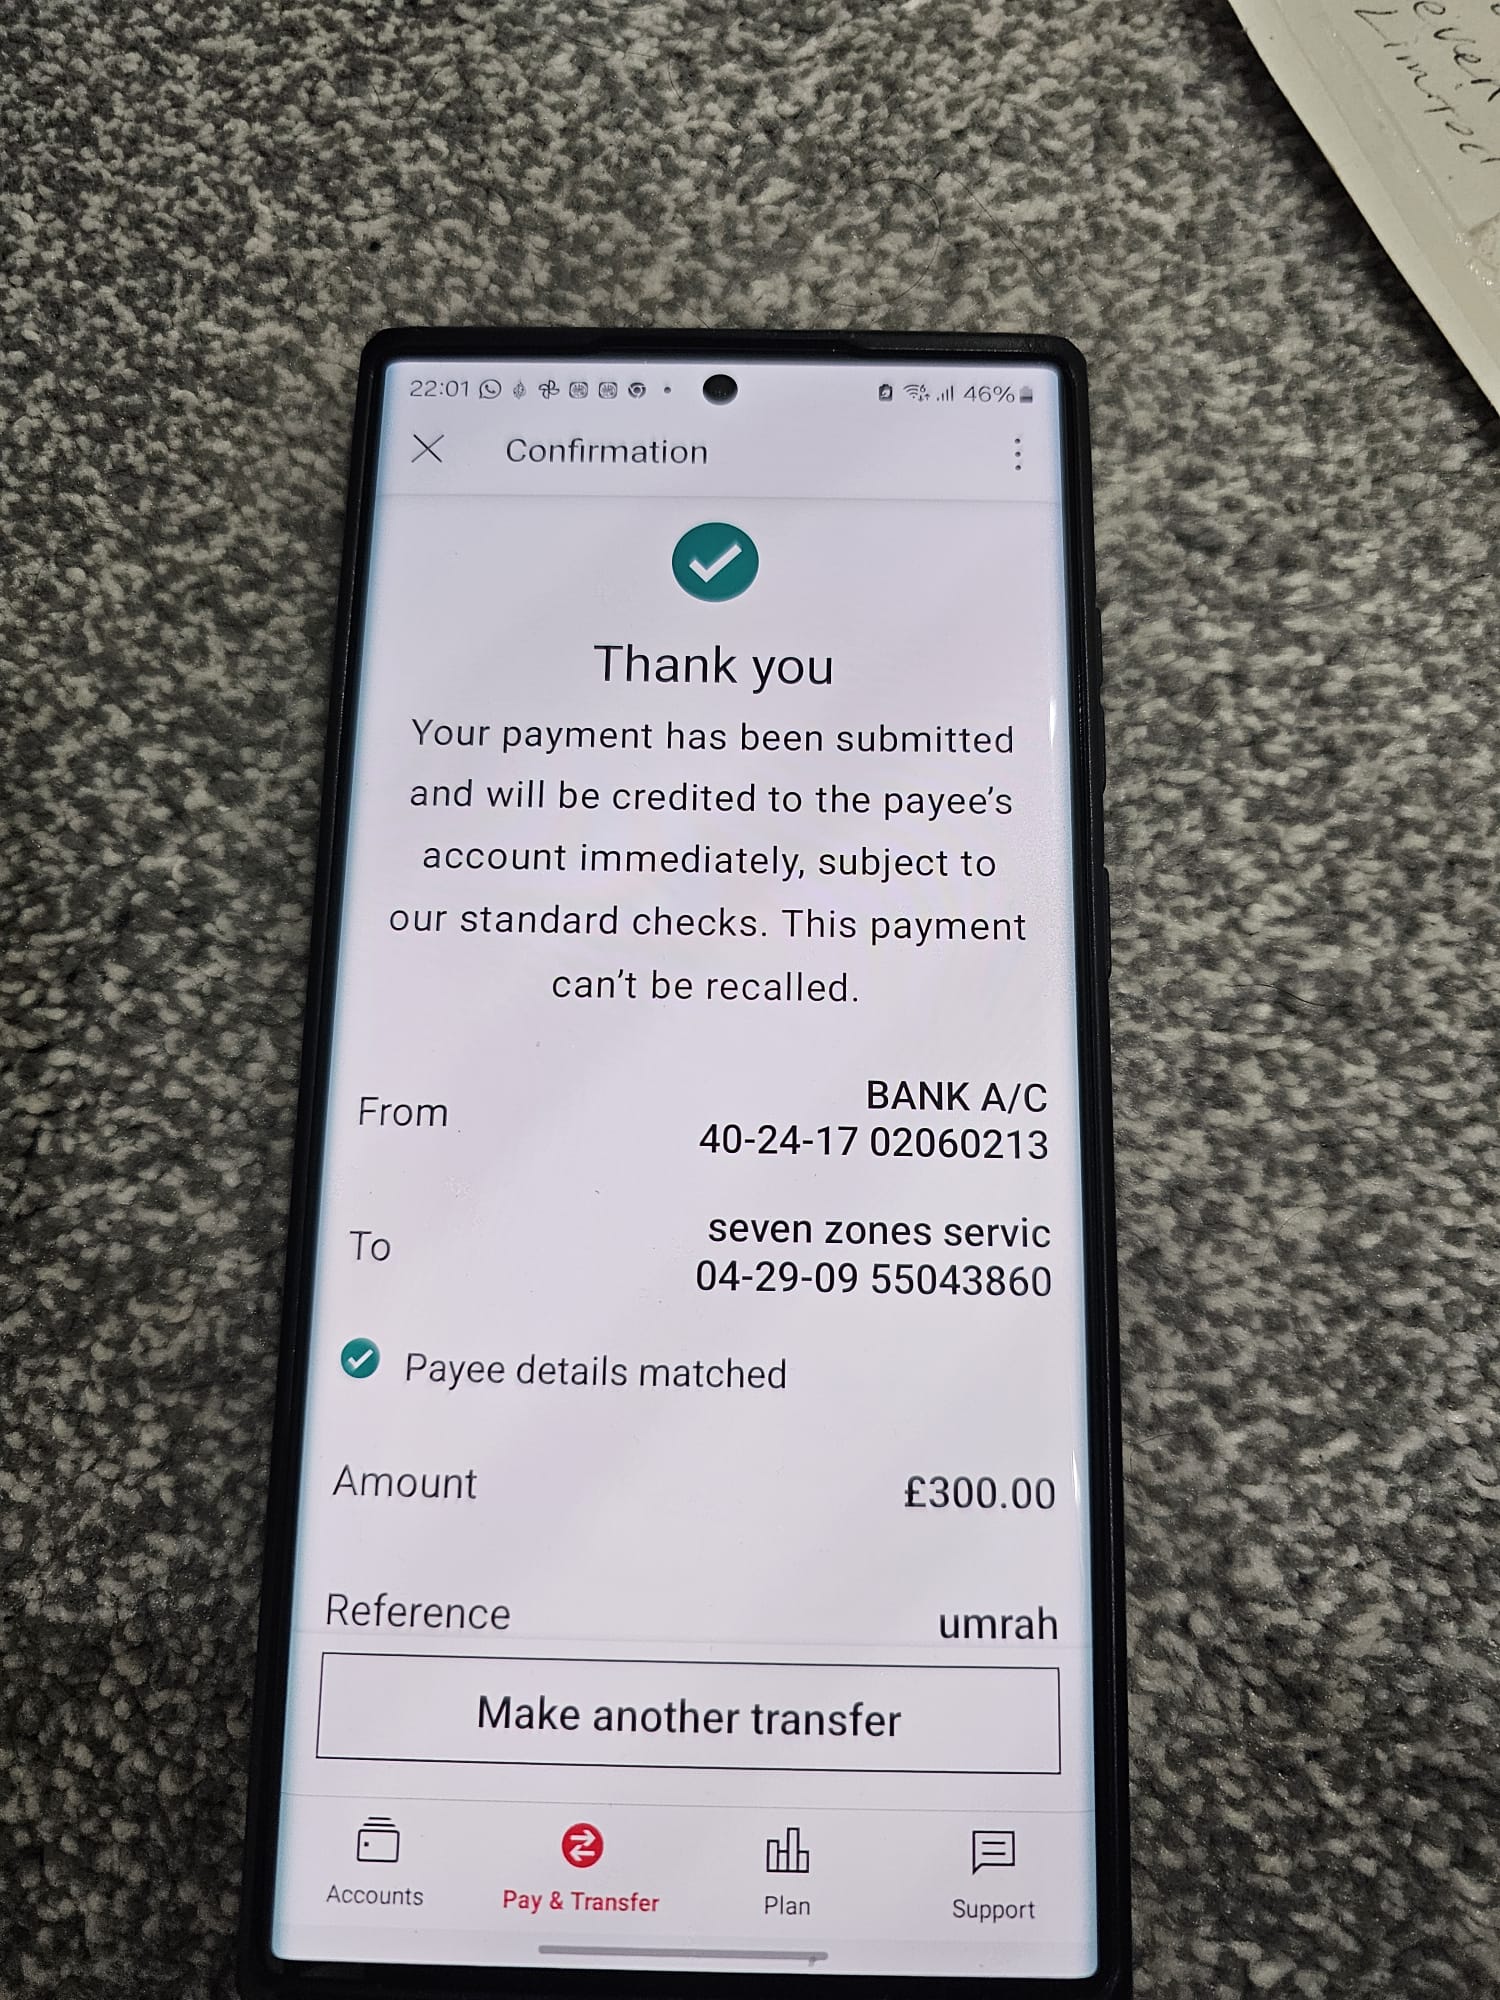 Limited
22:01 46%
Confirmation
Thank you
Your payment has been submitted
and will be credited to the payee's
account immediately, subject to
our standard checks. This payment
can't be recalled.
From
BANK A/C
40-24-17 02060213
To
seven zones servic
04-29-09 55043860
Payee details matched
Amount £300.00
Reference umrah
Make another transfer
Accounts Pay & Transfer Plan Support